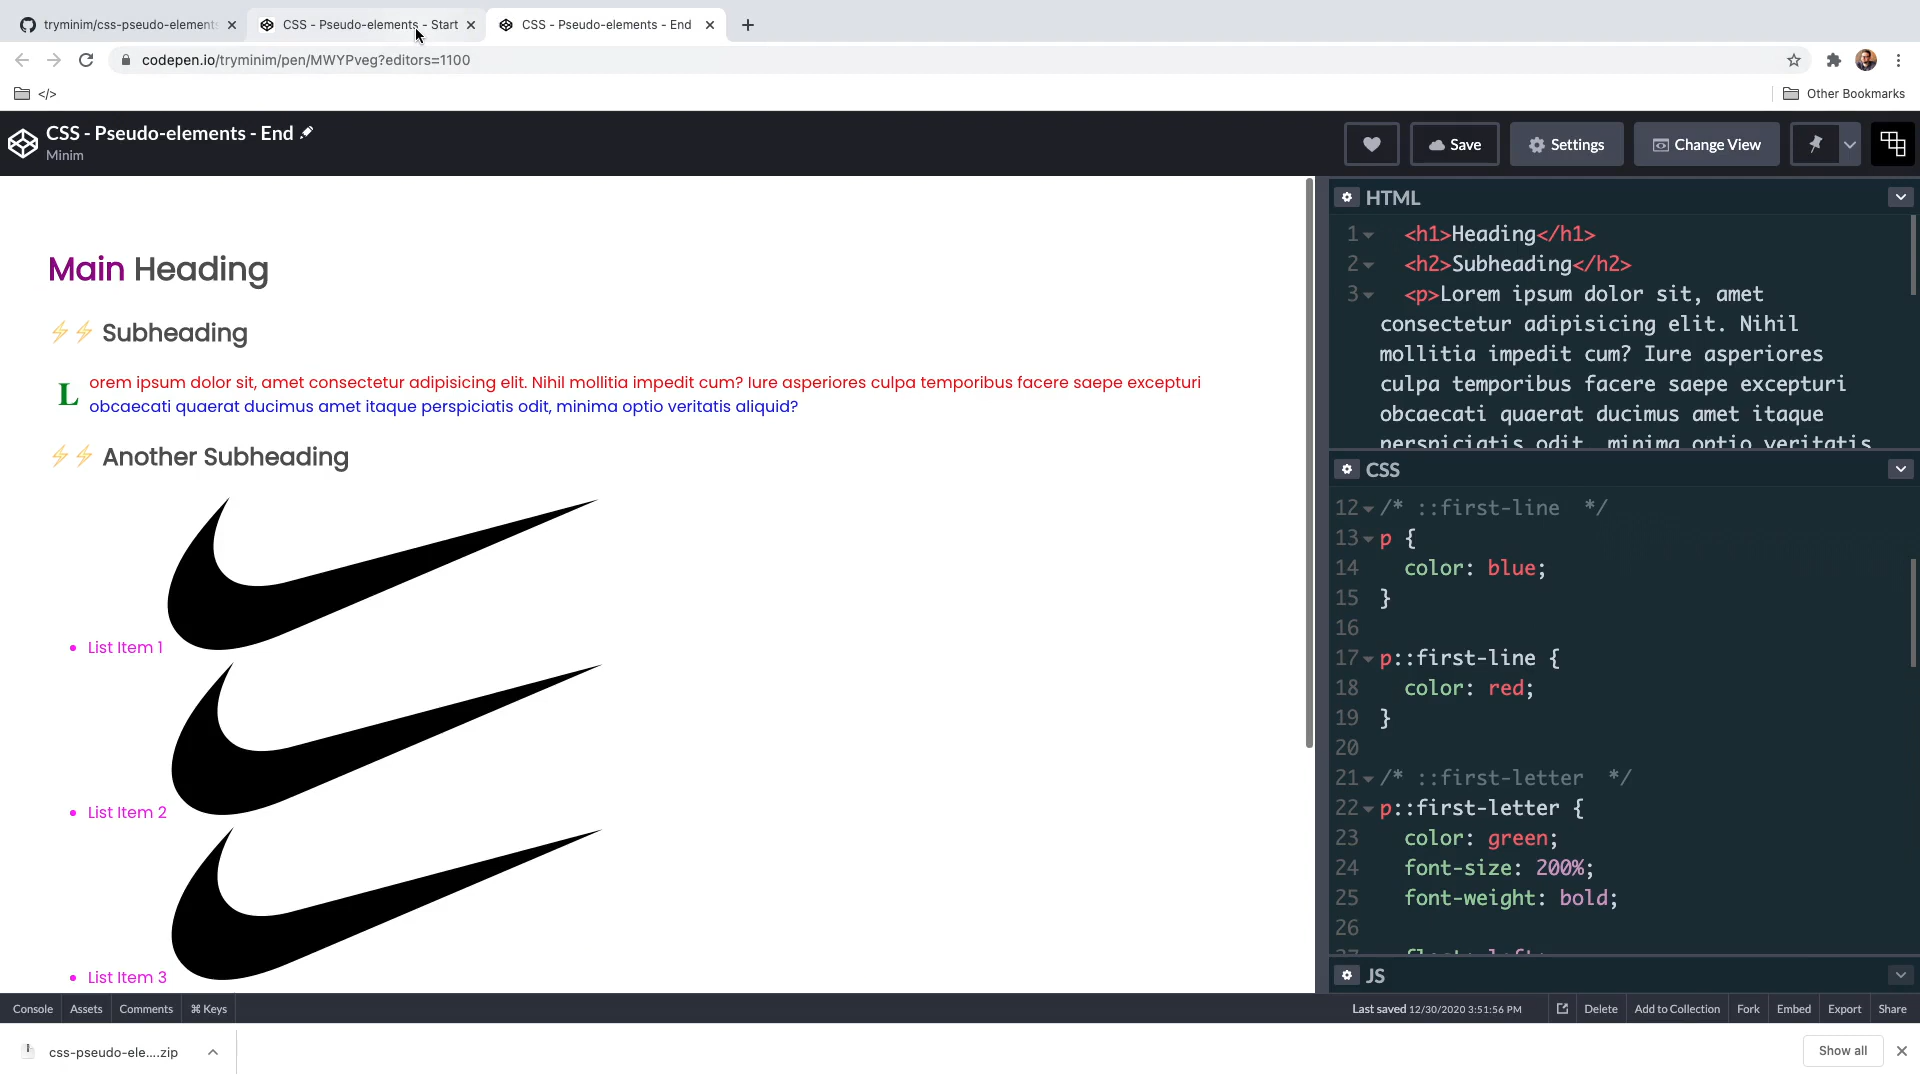 tryminim/css-pseudo-element
CSS - Pseudo-elements - Start
CSS - Pseudo-elements - End
codepen.io/tryminim/pen/MWYPveg?editors=1100
</>
Other Bookmarks
CSS - Pseudo-elements - End
Minim
Save
Settings
Change View
Main Heading
⚡⚡ Subheading
Lorem ipsum dolor sit, amet consectetur adipisicing elit. Nihil mollitia impedit cum? Iure asperiores culpa temporibus facere saepe excepturi
obcaecati quaerat ducimus amet itaque perspiciatis odit, minima optio veritatis aliquid?
⚡⚡ Another Subheading
• List Item 1
• List Item 2
• List Item 3
HTML
1 <h1>Heading</h1>
2 <h2>Subheading</h2>
3 <p>Lorem ipsum dolor sit, amet
consectetur adipisicing elit. Nihil
mollitia impedit cum? Iure asperiores
culpa temporibus facere saepe excepturi
obcaecati quaerat ducimus amet itaque
perspiciatis odit, minima optio veritatis
CSS
12 /* ::first-line  */
13 p {
14 color: blue;
15 }
16
17 p::first-line {
18 color: red;
19 }
20
21 /* ::first-letter  */
22 p::first-letter {
23 color: green;
24 font-size: 200%;
25 font-weight: bold;
26
27 float: left;
JS
Console
Assets
Comments
⌘ Keys
Last saved 12/30/2020 3:51:56 PM
Delete
Add to Collection
Fork
Embed
Export
Share
css-pseudo-ele....zip
Show all